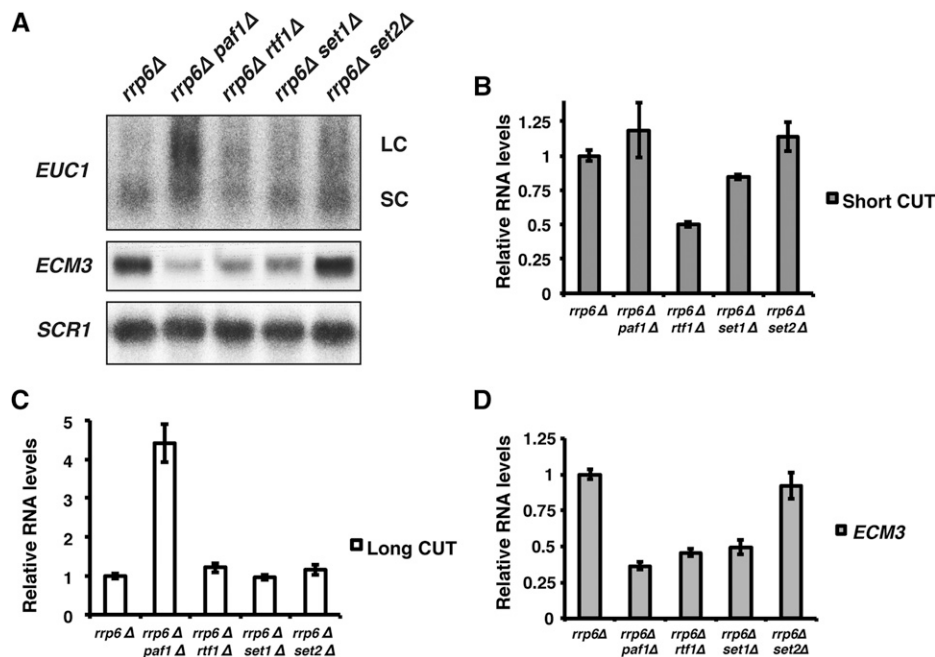 A
rrp6Δ
rrp6Δ paf1Δ
rrp6Δ rtf1Δ
rrp6Δ set1Δ
rrp6Δ set2Δ
EUC1
LC
SC
ECM3
SCR1
B
Relative RNA levels
1.25
1
0.75
0.5
0.25
0
rrp6Δ
rrp6Δ
paf1Δ
rrp6Δ
rtf1Δ
rrp6Δ
set1Δ
rrp6Δ
set2Δ
Short CUT
C
Relative RNA levels
5
4
3
2
1
0
rrp6Δ
rrp6Δ
paf1Δ
rrp6Δ
rtf1Δ
rrp6Δ
set1Δ
rrp6Δ
set2Δ
Long CUT
D
Relative RNA levels
1.25
1
0.75
0.5
0.25
0
rrp6Δ
rrp6Δ
paf1Δ
rrp6Δ
rtf1Δ
rrp6Δ
set1Δ
rrp6Δ
set2Δ
ECM3